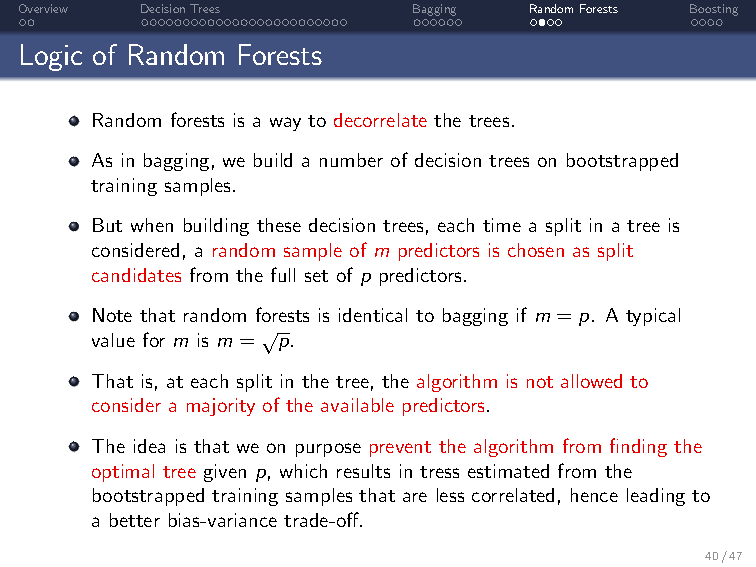 Overview Decision Trees Bagging Random Forests Boosting
Logic of Random Forests
Random forests is a way to decorrelate the trees.
As in bagging, we build a number of decision trees on bootstrapped
training samples.
But when building these decision trees, each time a split in a tree is
considered, a random sample of m predictors is chosen as split
candidates from the full set of p predictors.
Note that random forests is identical to bagging if m = p. A typical
value for m is m = √p.
That is, at each split in the tree, the algorithm is not allowed to
consider a majority of the available predictors.
The idea is that we on purpose prevent the algorithm from finding the
optimal tree given p, which results in tress estimated from the
bootstrapped training samples that are less correlated, hence leading to
a better bias-variance trade-off.
40 / 47